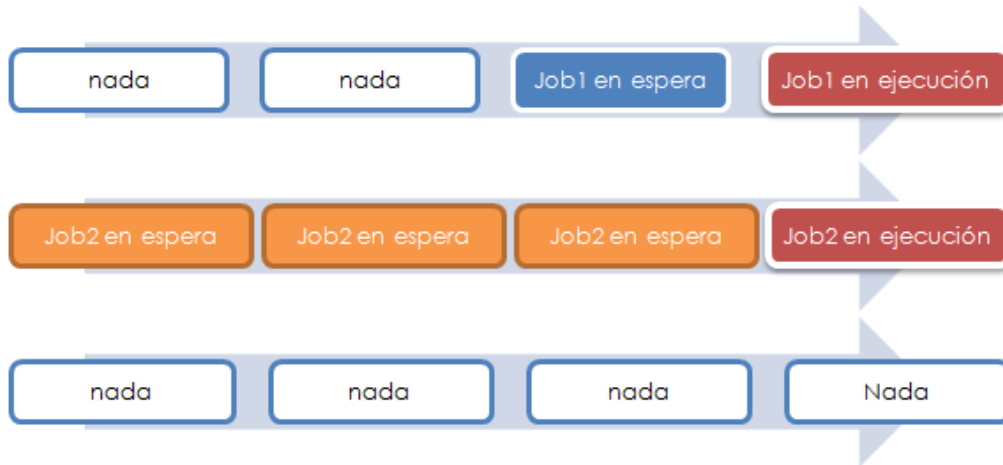 nada
nada
Job1 en espera
Job1 en ejecución
Job2 en espera
Job2 en espera
Job2 en espera
Job2 en ejecución
nada
nada
nada
Nada